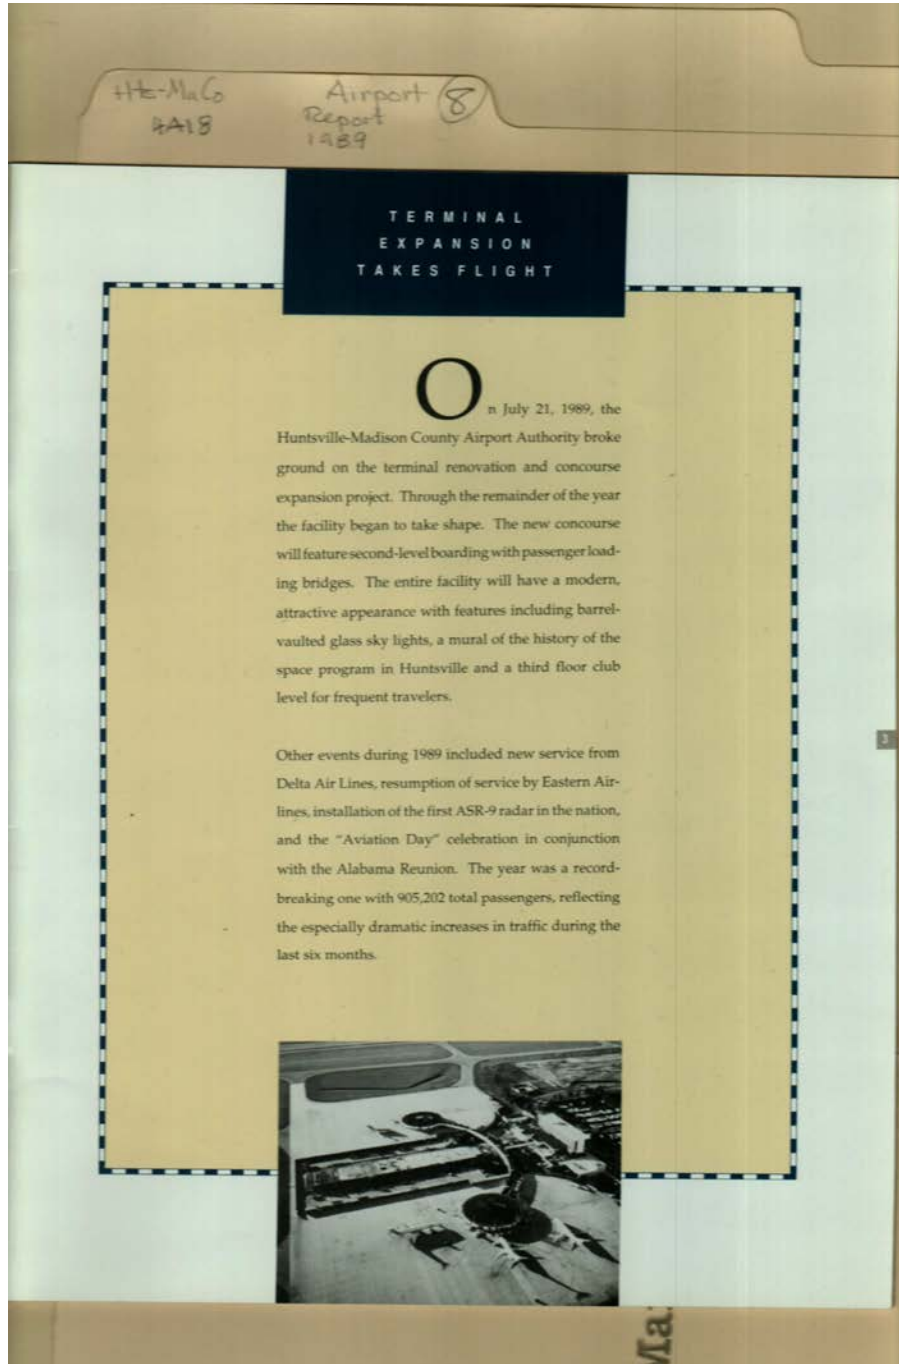 Hts-MaCo Airport 8
4A18 Report
1989
TERMINAL
EXPANSION
TAKES FLIGHT
On July 21, 1989, the
Huntsville-Madison County Airport Authority broke
ground on the terminal renovation and concourse
expansion project. Through the remainder of the year
the facility began to take shape. The new concourse
will feature second-level boarding with passenger load-
ing bridges. The entire facility will have a modern,
attractive appearance with features including barrel-
vaulted glass sky lights, a mural of the history of the
space program in Huntsville and a third floor club
level for frequent travelers.
3
Other events during 1989 included new service from
Delta Air Lines, resumption of service by Eastern Air-
lines, installation of the first ASR-9 radar in the nation,
and the "Aviation Day" celebration in conjunction
with the Alabama Reunion. The year was a record-
breaking one with 905,202 total passengers, reflecting
the especially dramatic increases in traffic during the
last six months.